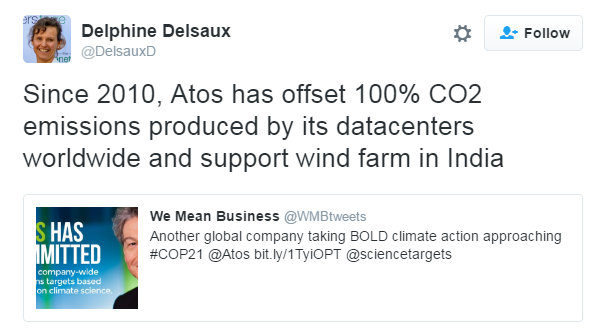 Delphine Delsaux
@DelsauxD
Follow
Since 2010, Atos has offset 100% CO2
emissions produced by its datacenters
worldwide and support wind farm in India
We Mean Business @WMBtweets
Another global company taking BOLD climate action approaching
#COP21 @Atos bit.ly/1TyiOPT @sciencetargets
S HAS
MITTED
company-wide
ns targets based
on climate science.